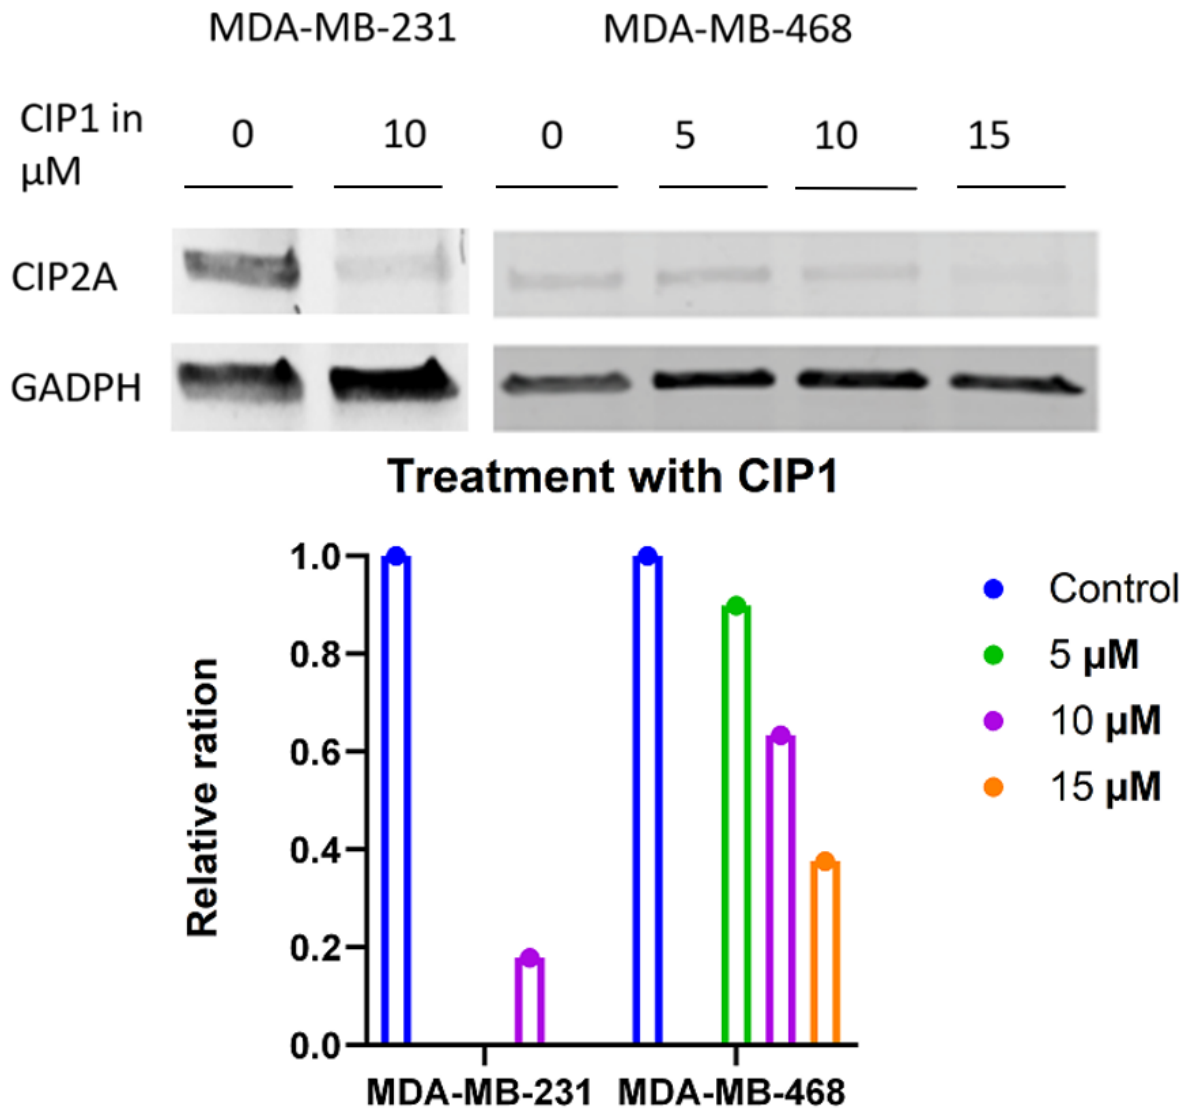 MDA-MB-231 MDA-MB-468
CIP1 in
µM
0 10 0 5 10 15
CIP2A
GADPH
Treatment with CIP1
1.0
0.8
0.6
0.4
0.2
0.0
Relative ration
MDA-MB-231 MDA-MB-468
Control
5 µM
10 µM
15 µM